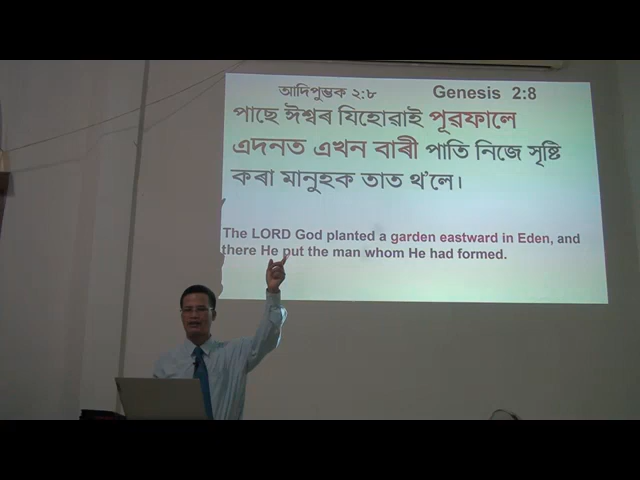 আদিপুস্তক ২:৮ Genesis 2:8
পাছে ঈশ্বৰ যিহোৱাই পূৱফালে
এদনত এখন বাৰী পাতি নিজে সৃষ্টি
কৰা মানুহক তাত থ'লে।
The LORD God planted a garden eastward in Eden, and
there He put the man whom He had formed.